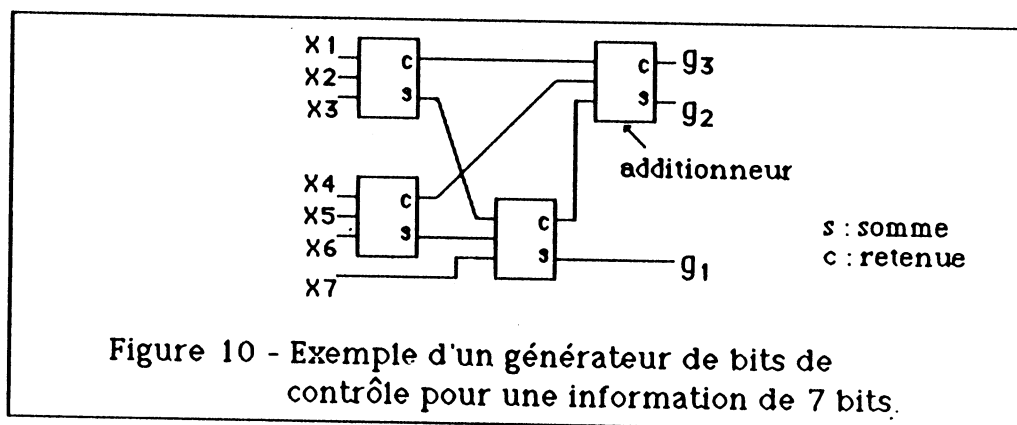 X1
X2
X3
c
s
X4
X5
X6
c
s
X7
c
s
c
s
g3
g2
additionneur
g1
s : somme
c : retenue
Figure 10 - Exemple d'un générateur de bits de
contrôle pour une information de 7 bits.